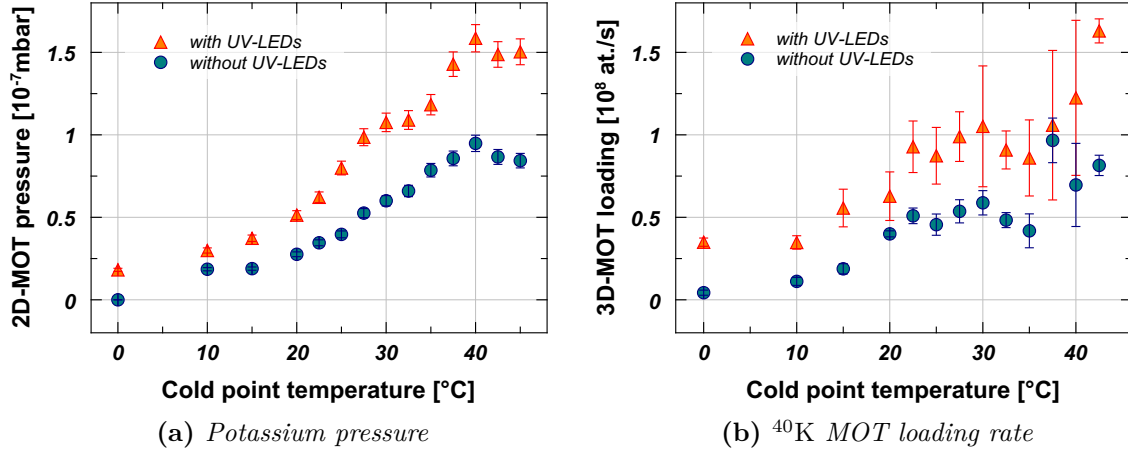 2D-MOT pressure [10⁻⁷mbar]
1.5
1
0.5
0
with UV-LEDs
without UV-LEDs
0 10 20 30 40
Cold point temperature [°C]
(a) Potassium pressure
3D-MOT loading [10⁸ at./s]
1.5
1
0.5
0
with UV-LEDs
without UV-LEDs
0 10 20 30 40
Cold point temperature [°C]
(b) ⁴⁰K MOT loading rate